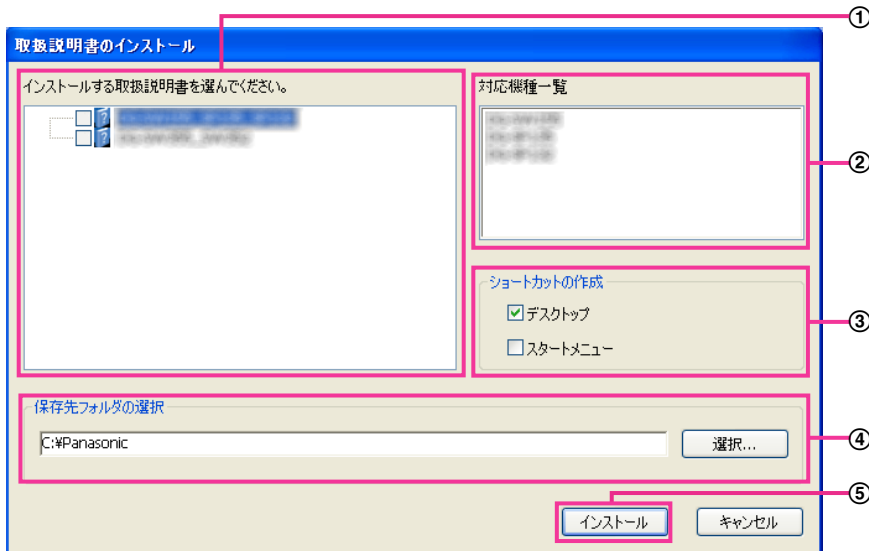 ①
取扱説明書のインストール
インストールする取扱説明書を選んでください。
対応機種一覧
②
ショートカットの作成
デスクトップ
③
スタートメニュー
保存先フォルダの選択
C:¥Panasonic
選択...
④
⑤
インストール
キャンセル